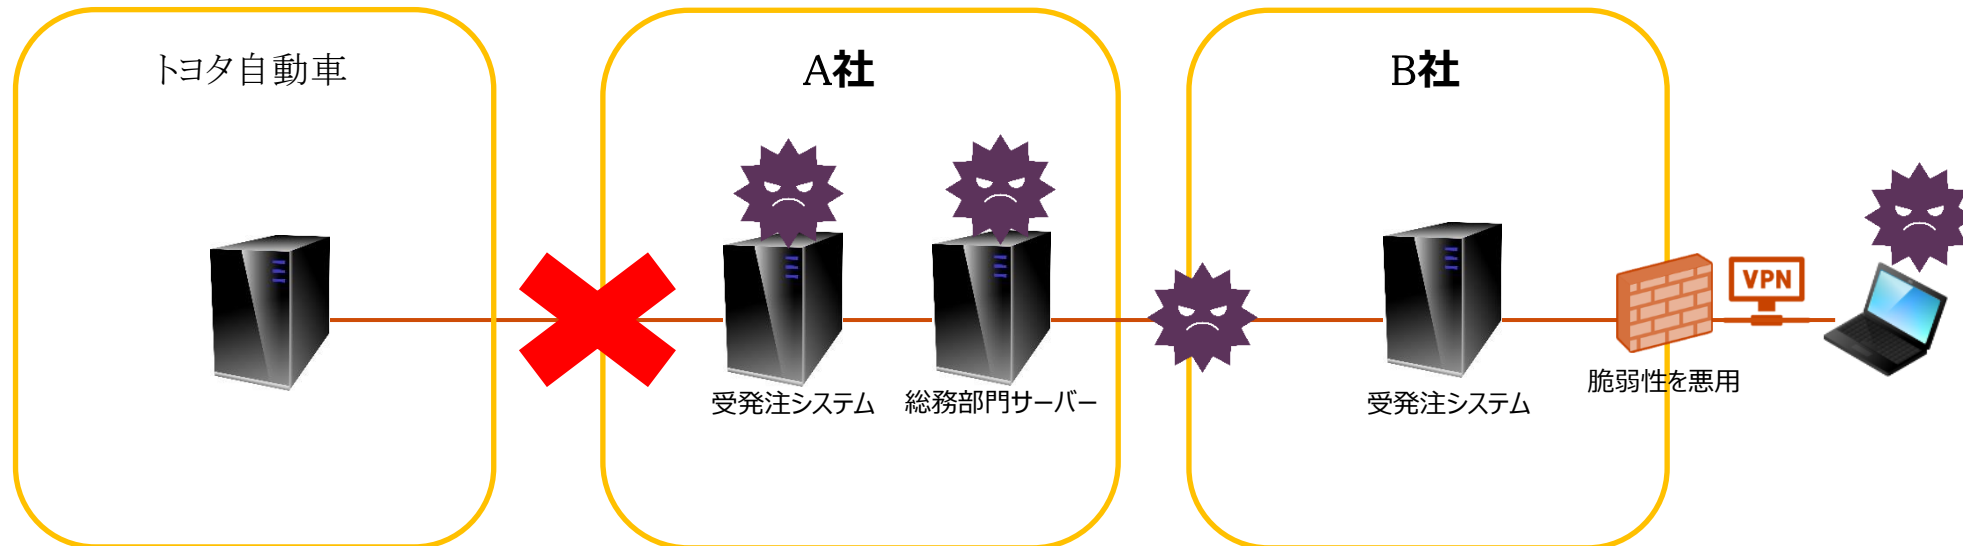 トヨタ自動車
A社
B社
VPN
受発注システム
総務部門サーバー
受発注システム
脆弱性を悪用